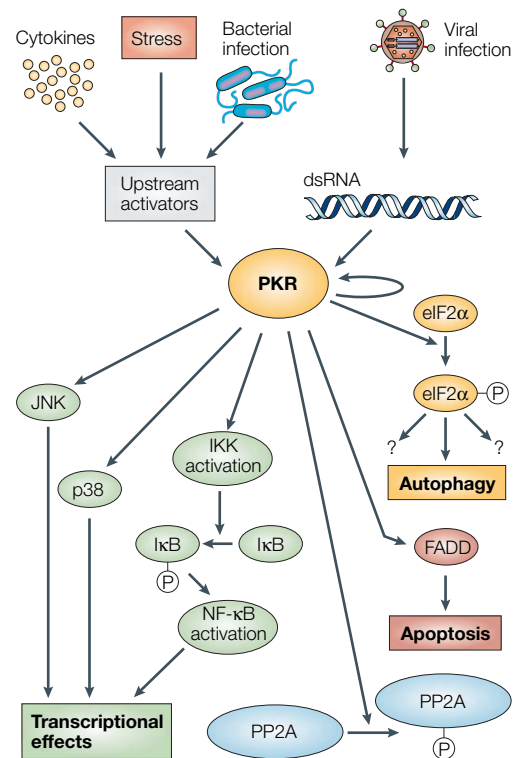 Cytokines
Stress
Bacterial
infection
Viral
infection
Upstream
activators
dsRNA
PKR
eIF2α
eIF2α
P
?
?
Autophagy
JNK
IKK
activation
p38
IκB
IκB
P
FADD
NF-κB
activation
Apoptosis
PP2A
PP2A
P
Transcriptional
effects